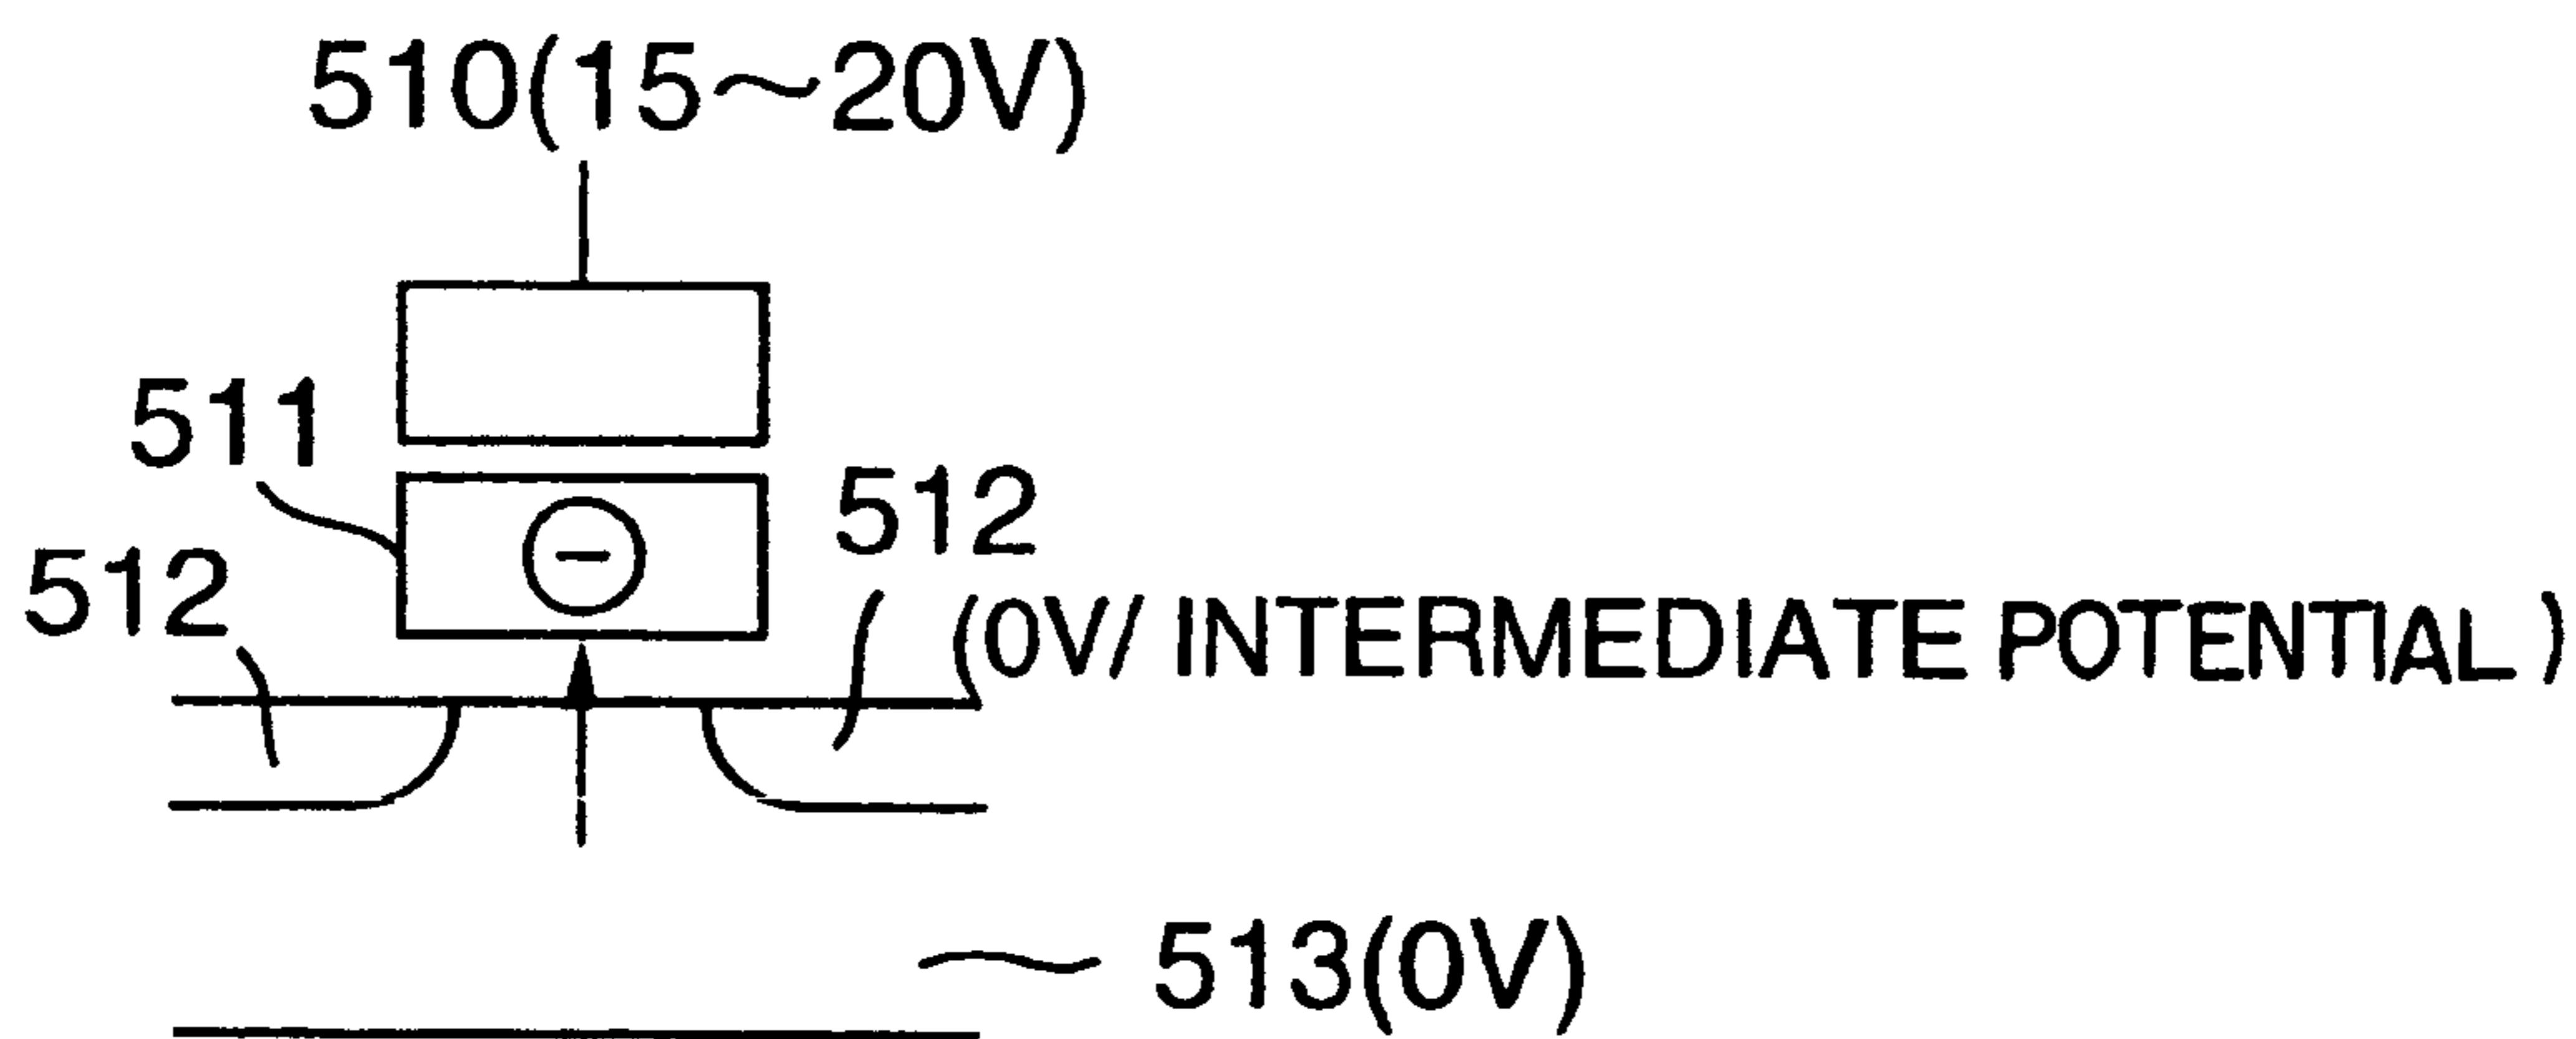 510(15~20V)
511
512
512
(0V/ INTERMEDIATE POTENTIAL)
513(0V)